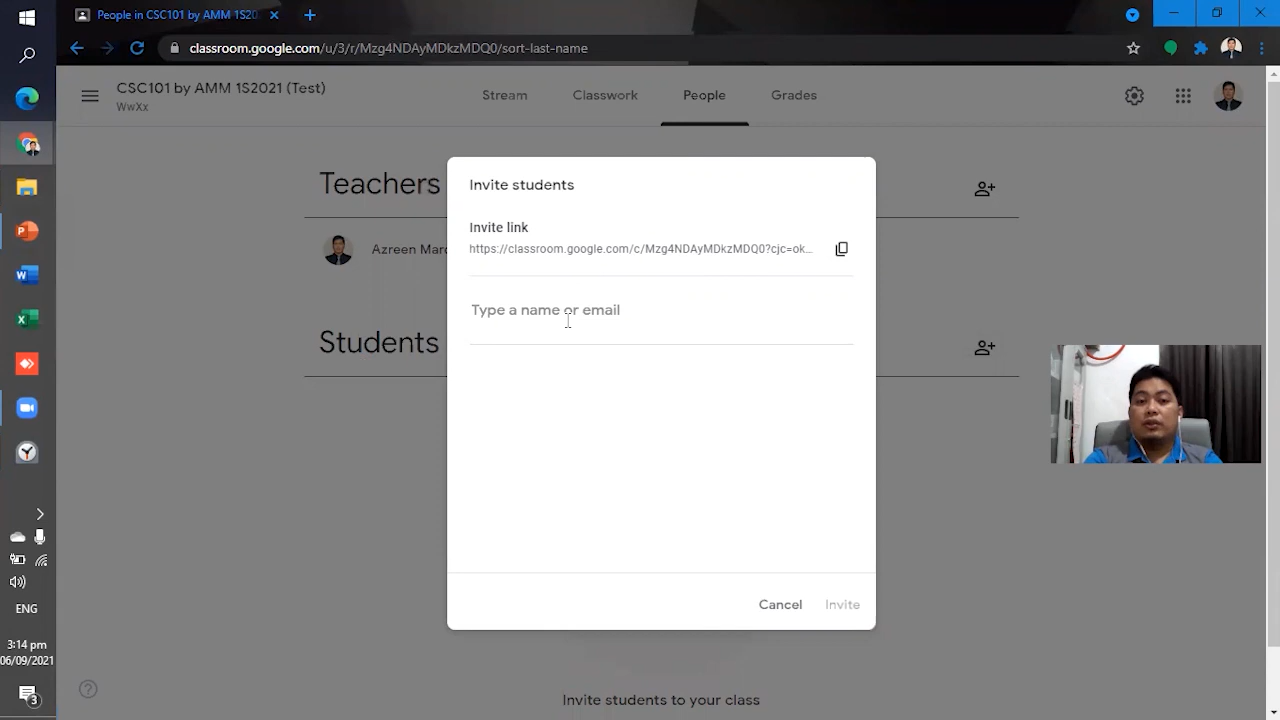 People in CSC101 by AMM 1S20
classroom.google.com/u/3/r/Mzg4NDAyMDkzMDQ0/sort-last-name
CSC101 by AMM 1S2021 (Test)
WwXx
Stream
Classwork
People
Grades
Teachers
Azreen Marc
Students
Invite students
Invite link
https://classroom.google.com/c/Mzg4NDAyMDkzMDQ0?cjc=ok...
Type a name or email
Cancel
Invite
Invite students to your class
ENG
3:14 pm
06/09/2021
3